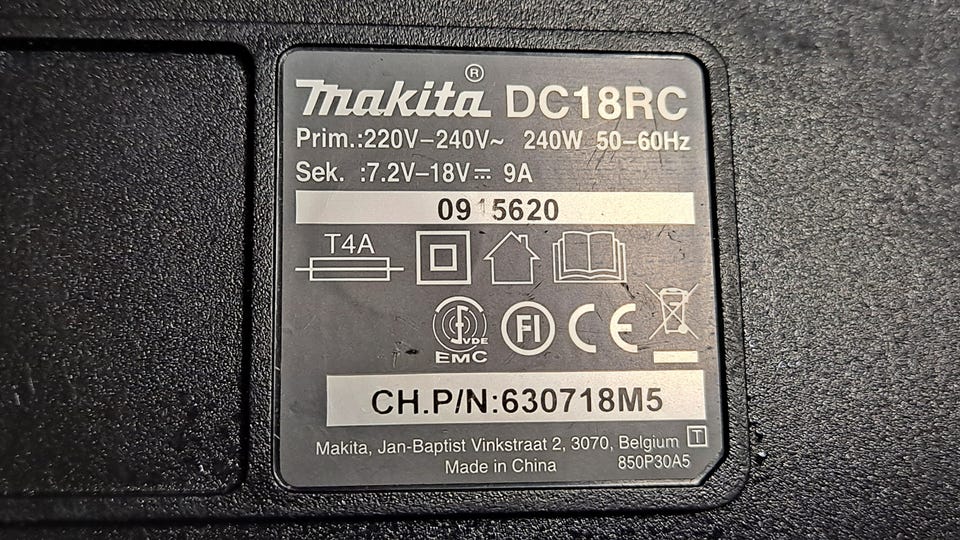 makita® DC18RC
Prim.:220V–240V~ 240W 50–60Hz
Sek. :7.2V–18V⎓ 9A
T4A
VDE
EMC
FI
CE
CH.P/N:630718M5
Makita, Jan-Baptist Vinkstraat 2, 3070, Belgium T
Made in China 850P30A5